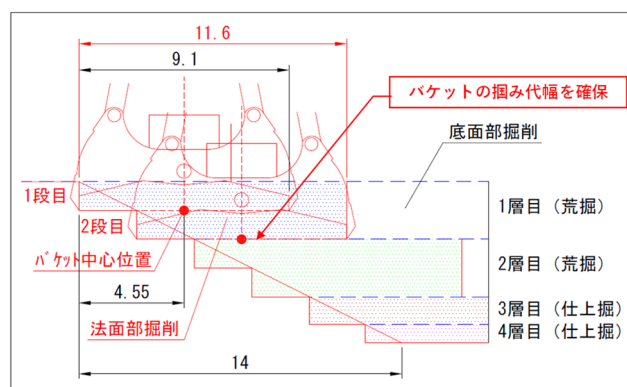 11.6
9.1
バケットの掴み代幅を確保
底面部掘削
1段目
1層目（荒掘）
2段目
バケット中心位置
2層目（荒掘）
4.55
法面部掘削
3層目（仕上掘）
4層目（仕上掘）
14